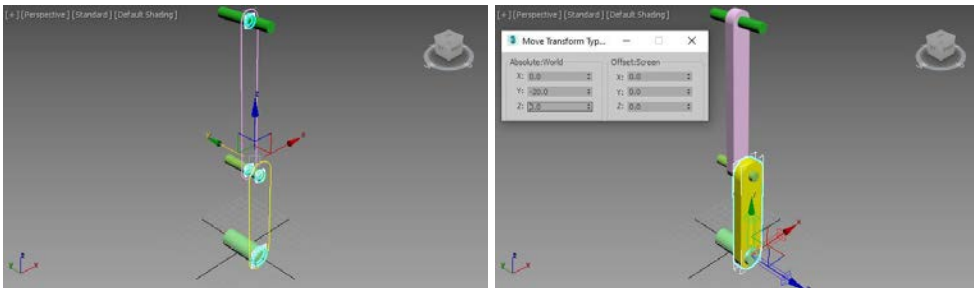 [+] [Perspective] [Standard] [Default Shading]
[+] [Perspective] [Standard] [Default Shading]
Move Transform Typ...
Absolute:World
Offset:Screen
X: 0.0
X: 0.0
Y: -20.0
Y: 0.0
Z: 0.0
Z: 0.0
z
x
y
x
z
y
x
z
y
x